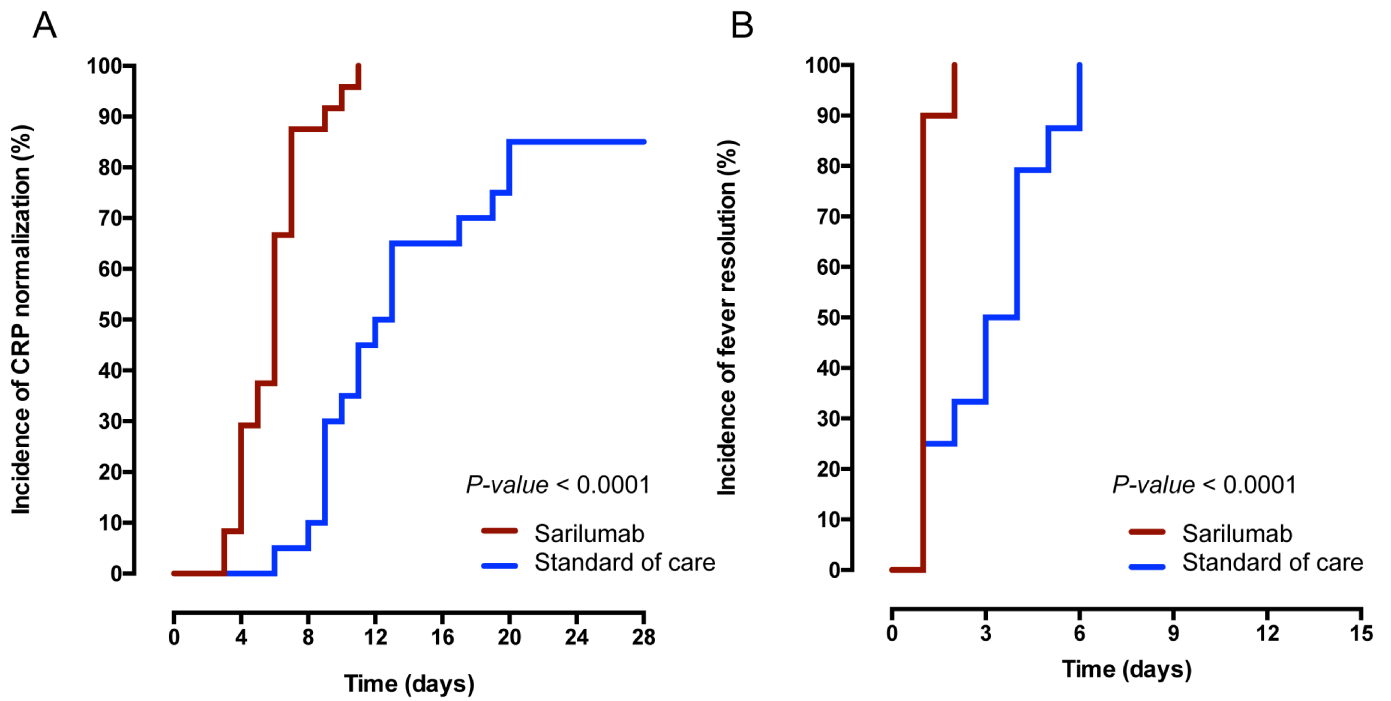 A
Incidence of CRP normalization (%)
100
90
80
70
60
50
40
30
20
10
0
P-value < 0.0001
Sarilumab
Standard of care
0 4 8 12 16 20 24 28
Time (days)
B
Incidence of fever resolution (%)
100
90
80
70
60
50
40
30
20
10
0
P-value < 0.0001
Sarilumab
Standard of care
0 3 6 9 12 15
Time (days)